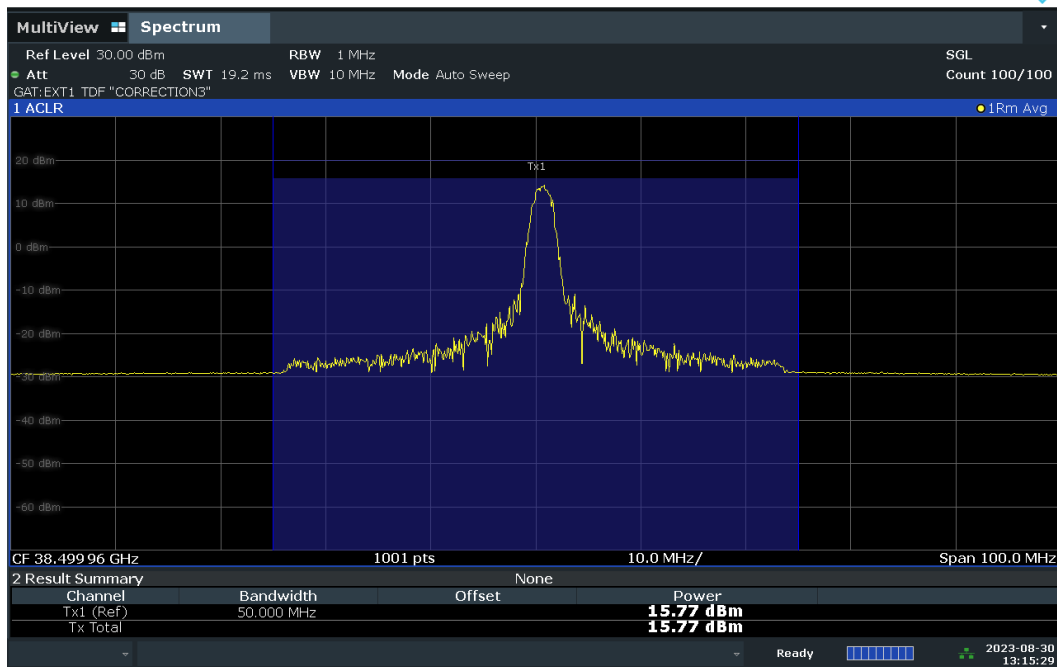 MultiView Spectrum
Ref Level 30.00 dBm RBW 1 MHz SGL
Att 30 dB SWT 19.2 ms VBW 10 MHz Mode Auto Sweep Count 100/100
GAT:EXT1 TDF "CORRECTION3"
1 ACLR 1Rm Avg
Tx1
20 dBm
10 dBm
0 dBm
-10 dBm
-20 dBm
-30 dBm
-40 dBm
-50 dBm
-60 dBm
CF 38.49996 GHz 1001 pts 10.0 MHz/ Span 100.0 MHz
2 Result Summary None
Channel Bandwidth Offset Power
Tx1 (Ref) 50.000 MHz 15.77 dBm
Tx Total 15.77 dBm
Ready 2023-08-30
13:15:29